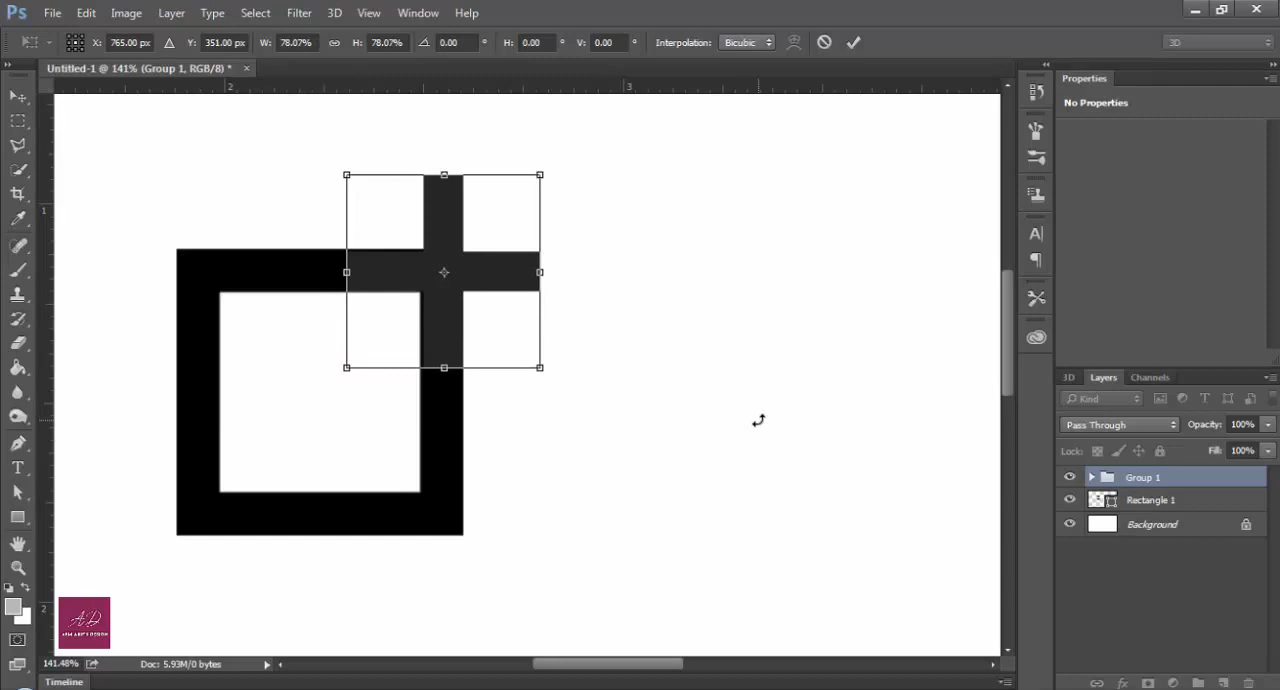 Ps File Edit Image Layer Type Select Filter 3D View Window Help
X: 765.00 px Y: 351.00 px W: 78.07% H: 78.07% 0.00 ° H: 0.00 ° V: 0.00 ° Interpolation: Bicubic 3D
Untitled-1 @ 141% (Group 1, RGB/8) * ×
Properties
2 3
No Properties
1
3D Layers Channels
Kind
Pass Through Opacity: 100%
Lock: Fill: 100%
Group 1
Rectangle 1
Background
2
AD
141.48% Doc: 5.93M/0 bytes
Timeline